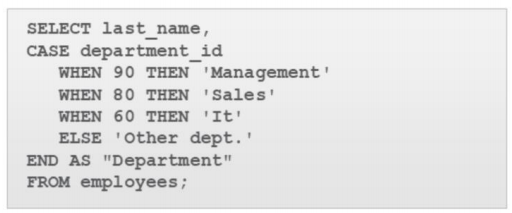 SELECT last_name,
CASE department_id
WHEN 90 THEN 'Management'
WHEN 80 THEN 'Sales'
WHEN 60 THEN 'It'
ELSE 'Other dept.'
END AS "Department"
FROM employees;